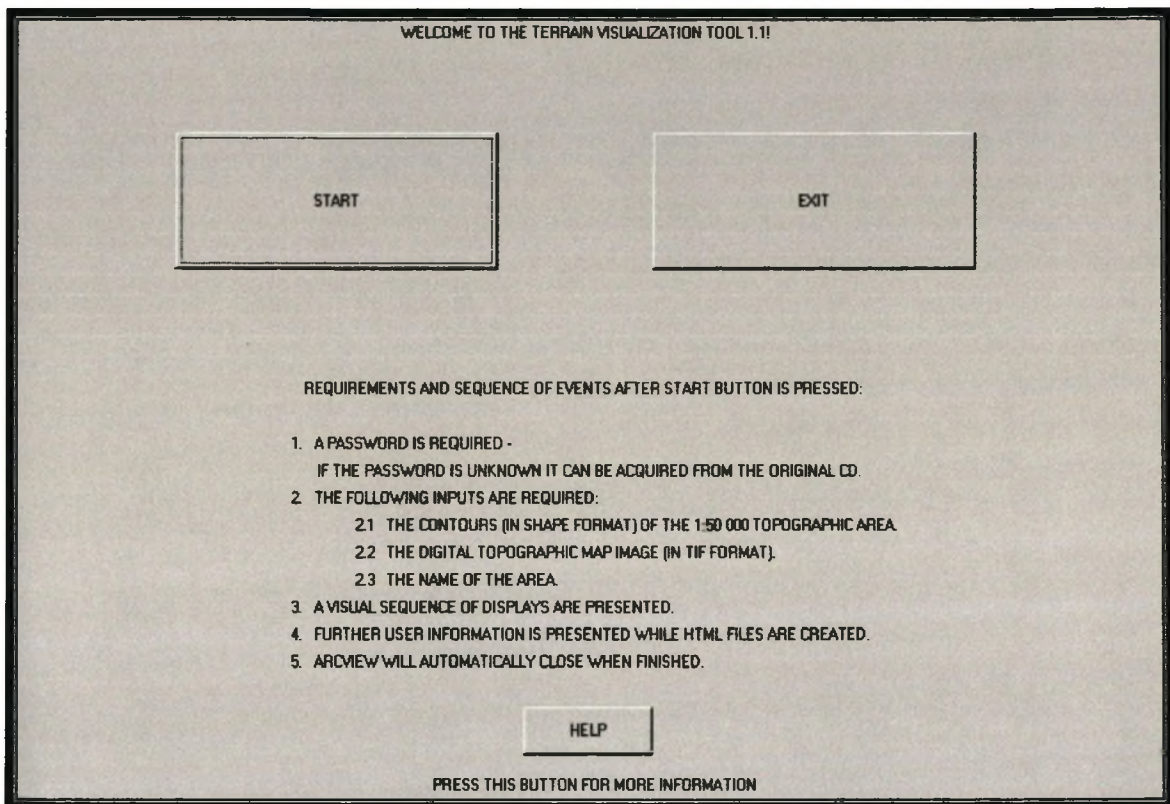 WELCOME TO THE TERRAIN VISUALIZATION TOOL 1.1!
START
EXIT
REQUIREMENTS AND SEQUENCE OF EVENTS AFTER START BUTTON IS PRESSED:
1. A PASSWORD IS REQUIRED -
IF THE PASSWORD IS UNKNOWN IT CAN BE ACQUIRED FROM THE ORIGINAL CD.
2. THE FOLLOWING INPUTS ARE REQUIRED:
2.1 THE CONTOURS (IN SHAPE FORMAT) OF THE 1:50 000 TOPOGRAPHIC AREA.
2.2 THE DIGITAL TOPOGRAPHIC MAP IMAGE (IN TIF FORMAT).
2.3 THE NAME OF THE AREA.
3. A VISUAL SEQUENCE OF DISPLAYS ARE PRESENTED.
4. FURTHER USER INFORMATION IS PRESENTED WHILE HTML FILES ARE CREATED.
5. ARCVIEW WILL AUTOMATICALLY CLOSE WHEN FINISHED.
HELP
PRESS THIS BUTTON FOR MORE INFORMATION